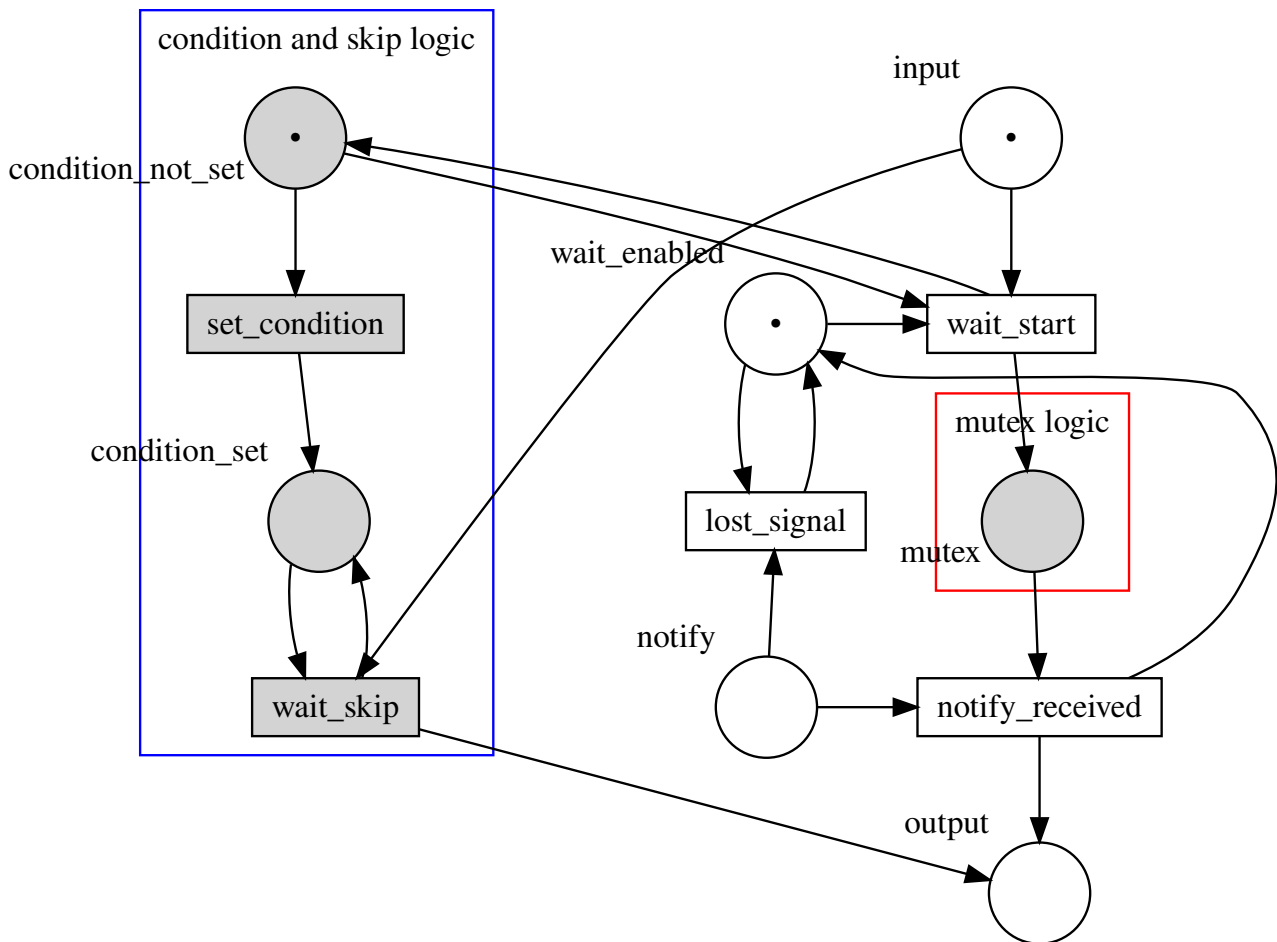 condition and skip logic
input
condition_not_set
wait_enabled
set_condition
wait_start
mutex logic
condition_set
lost_signal
mutex
notify
wait_skip
notify_received
output